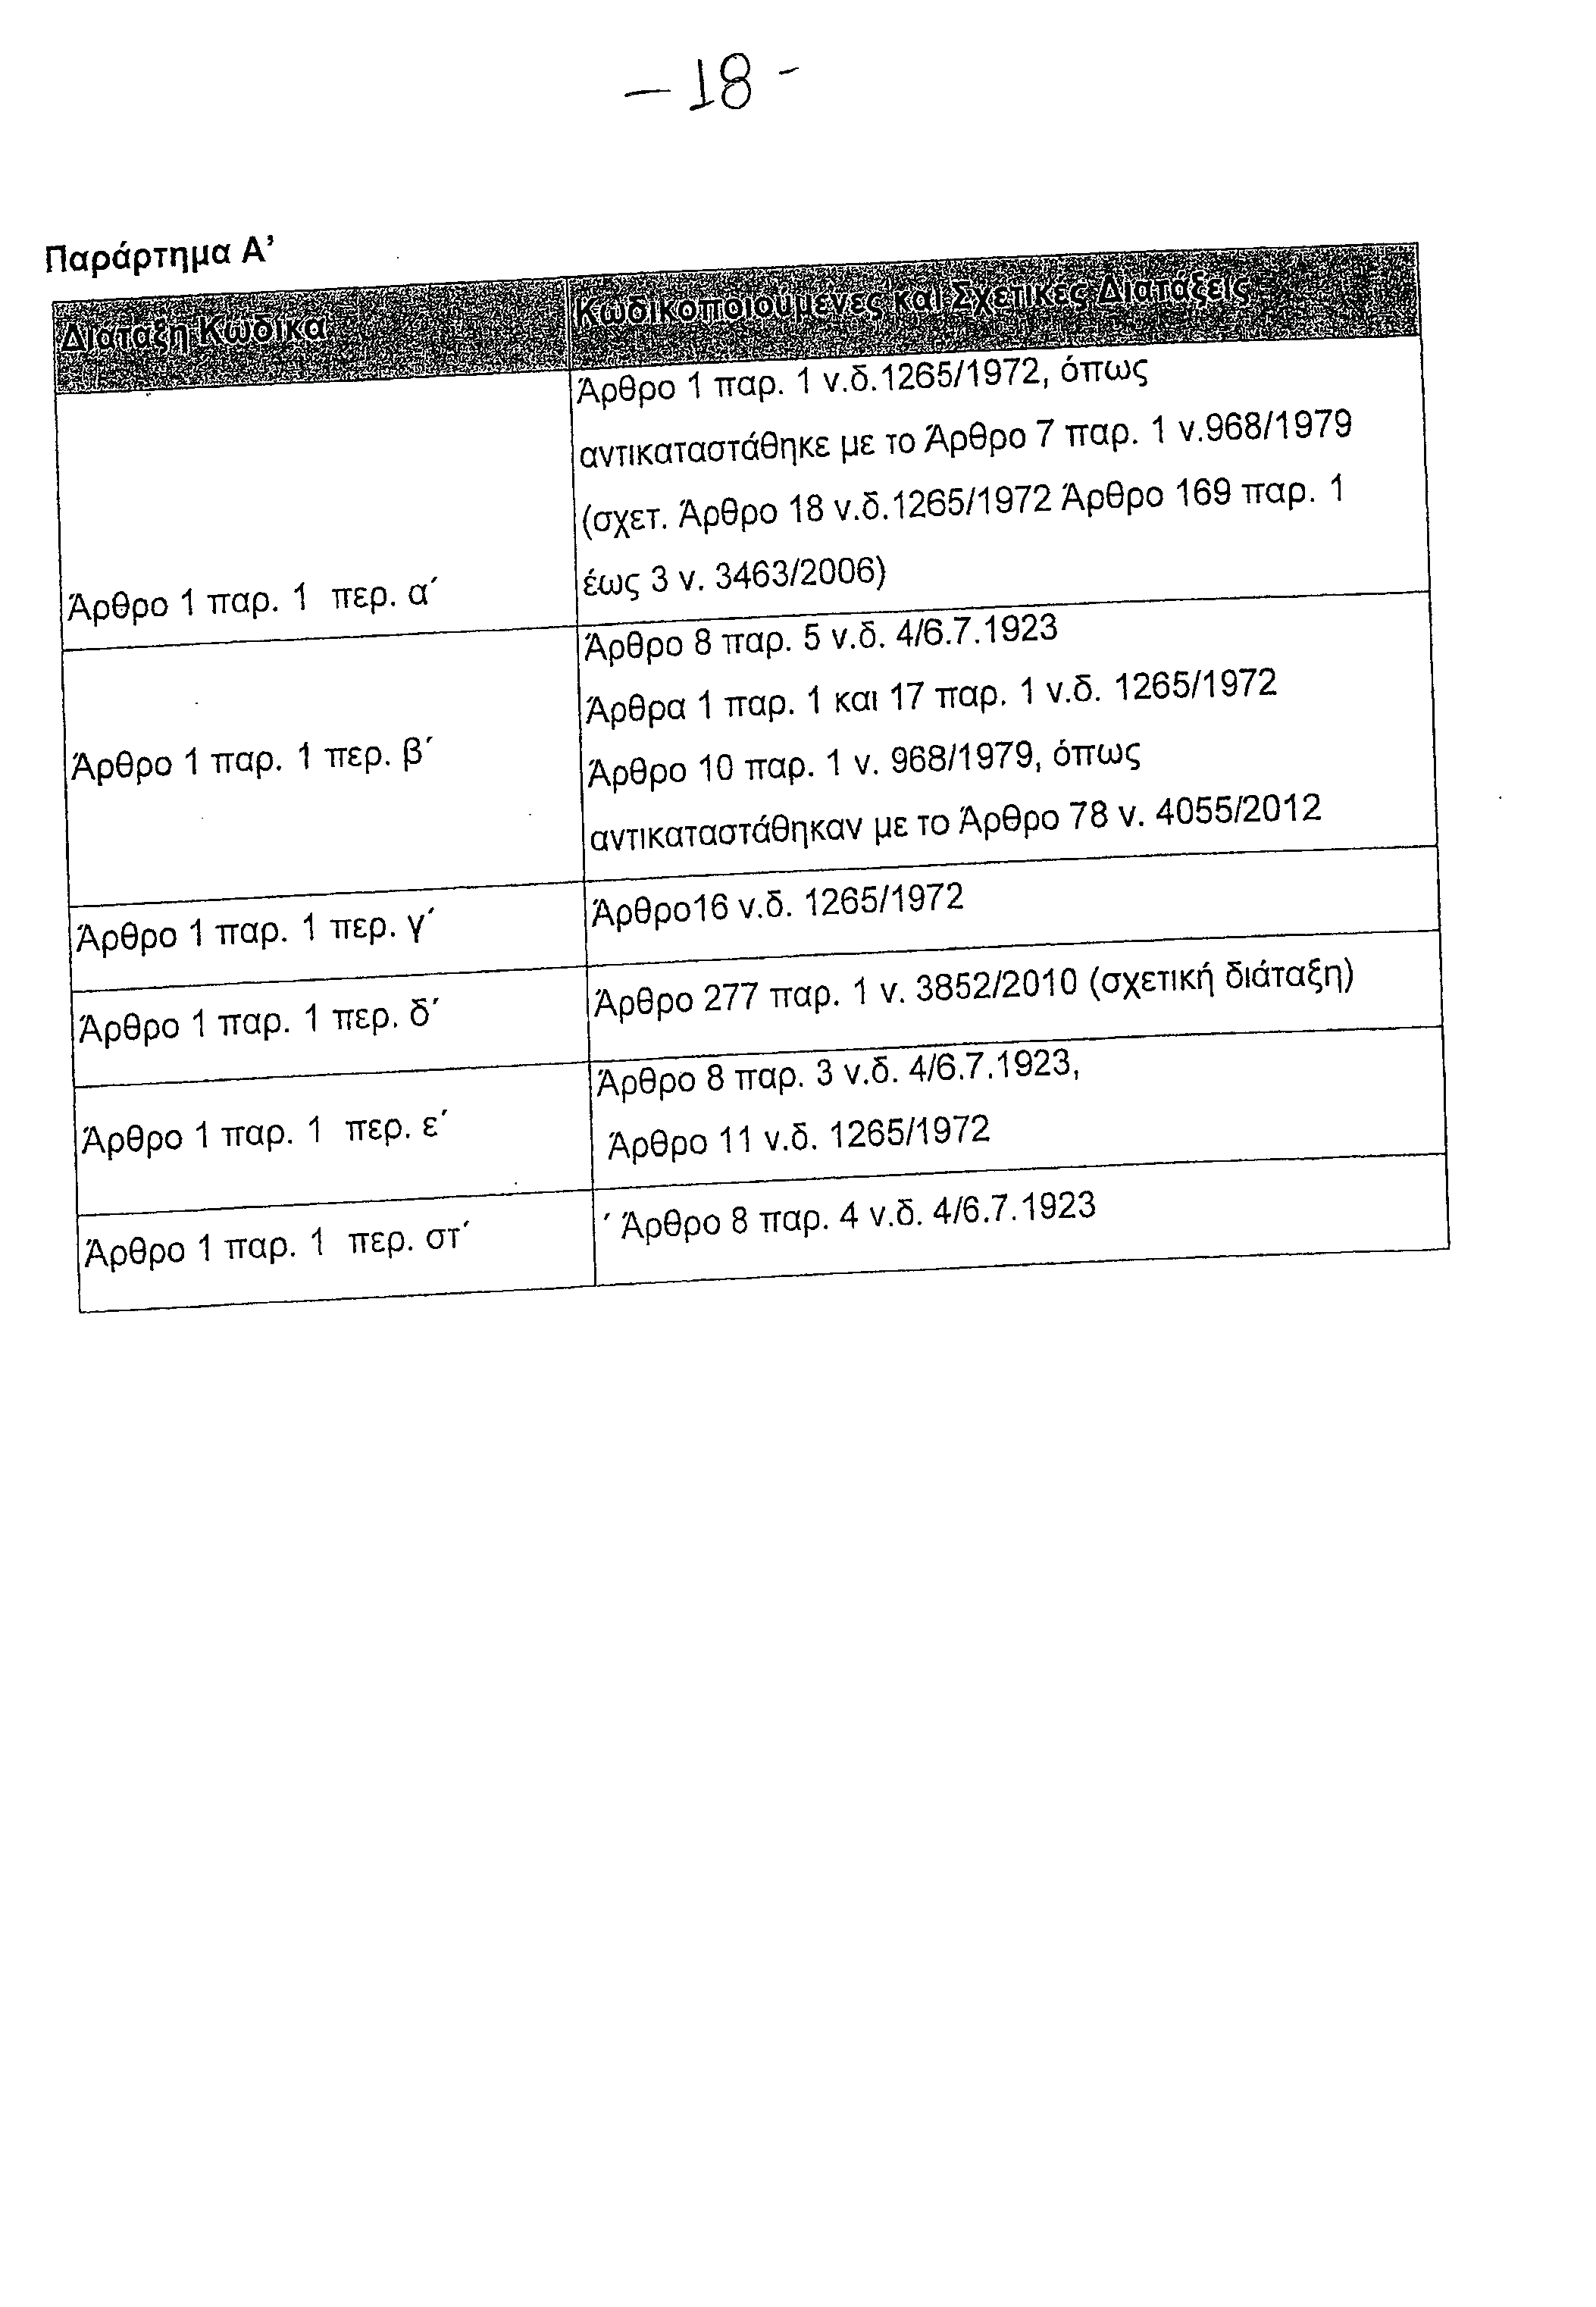 – 18 -
Παράρτημα Α’
Διάταξη Κώδικα
Κωδικοποιούμενες και Σχετικές Διατάξεις
Άρθρο 1 παρ. 1 περ. α΄
Άρθρο 1 παρ. 1 ν.δ.1265/1972, όπως
αντικαταστάθηκε με το Άρθρο 7 παρ. 1 ν.968/1979
(σχετ. Άρθρο 18 ν.δ.1265/1972 Άρθρο 169 παρ. 1
έως 3 ν. 3463/2006)
Άρθρο 1 παρ. 1 περ. β΄
Άρθρο 8 παρ. 5 ν.δ. 4/6.7.1923
Άρθρα 1 παρ. 1 και 17 παρ. 1 ν.δ. 1265/1972
Άρθρο 10 παρ. 1 ν. 968/1979, όπως
αντικαταστάθηκαν με το Άρθρο 78 ν. 4055/2012
Άρθρο 1 παρ. 1 περ. γ΄
Άρθρο16 ν.δ. 1265/1972
Άρθρο 1 παρ. 1 περ. δ΄
Άρθρο 277 παρ. 1 ν. 3852/2010 (σχετική διάταξη)
Άρθρο 1 παρ. 1 περ. ε΄
Άρθρο 8 παρ. 3 ν.δ. 4/6.7.1923,
Άρθρο 11 ν.δ. 1265/1972
Άρθρο 1 παρ. 1 περ. στ΄
΄ Άρθρο 8 παρ. 4 ν.δ. 4/6.7.1923